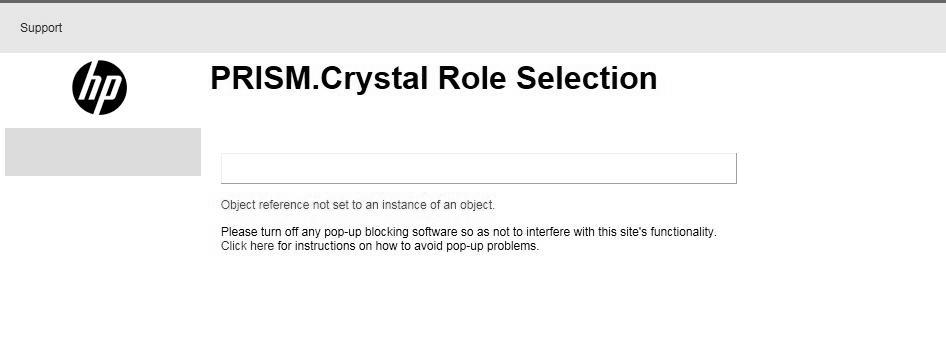 Support
hp
PRISM.Crystal Role Selection
Object reference not set to an instance of an object.
Please turn off any pop-up blocking software so as not to interfere with this site's functionality.
Click here for instructions on how to avoid pop-up problems.